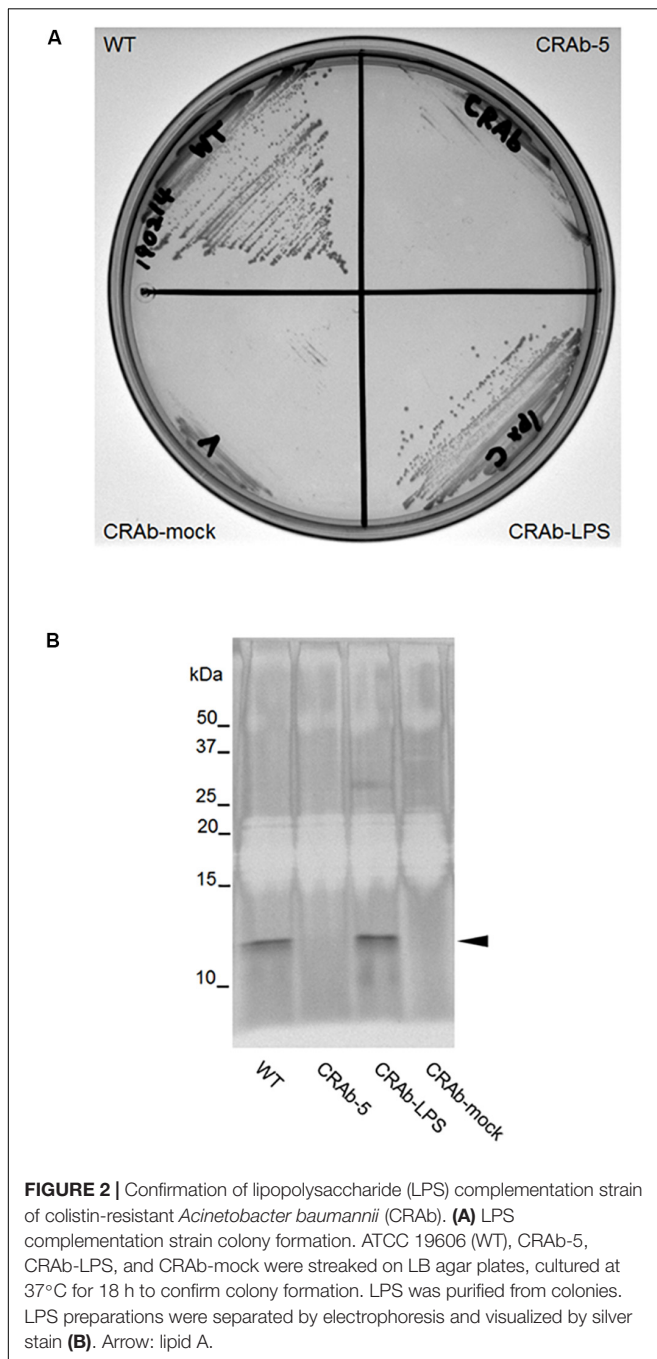 A
WT
CRAb-5
WT
CRAb
190214
V
lpxC
CRAb-mock
CRAb-LPS
B
kDa
50
37
25
20
15
10
WT
CRAb-5
CRAb-LPS
CRAb-mock
FIGURE 2 | Confirmation of lipopolysaccharide (LPS) complementation strain
of colistin-resistant Acinetobacter baumannii (CRAb). (A) LPS
complementation strain colony formation. ATCC 19606 (WT), CRAb-5,
CRAb-LPS, and CRAb-mock were streaked on LB agar plates, cultured at
37°C for 18 h to confirm colony formation. LPS was purified from colonies.
LPS preparations were separated by electrophoresis and visualized by silver
stain (B). Arrow: lipid A.